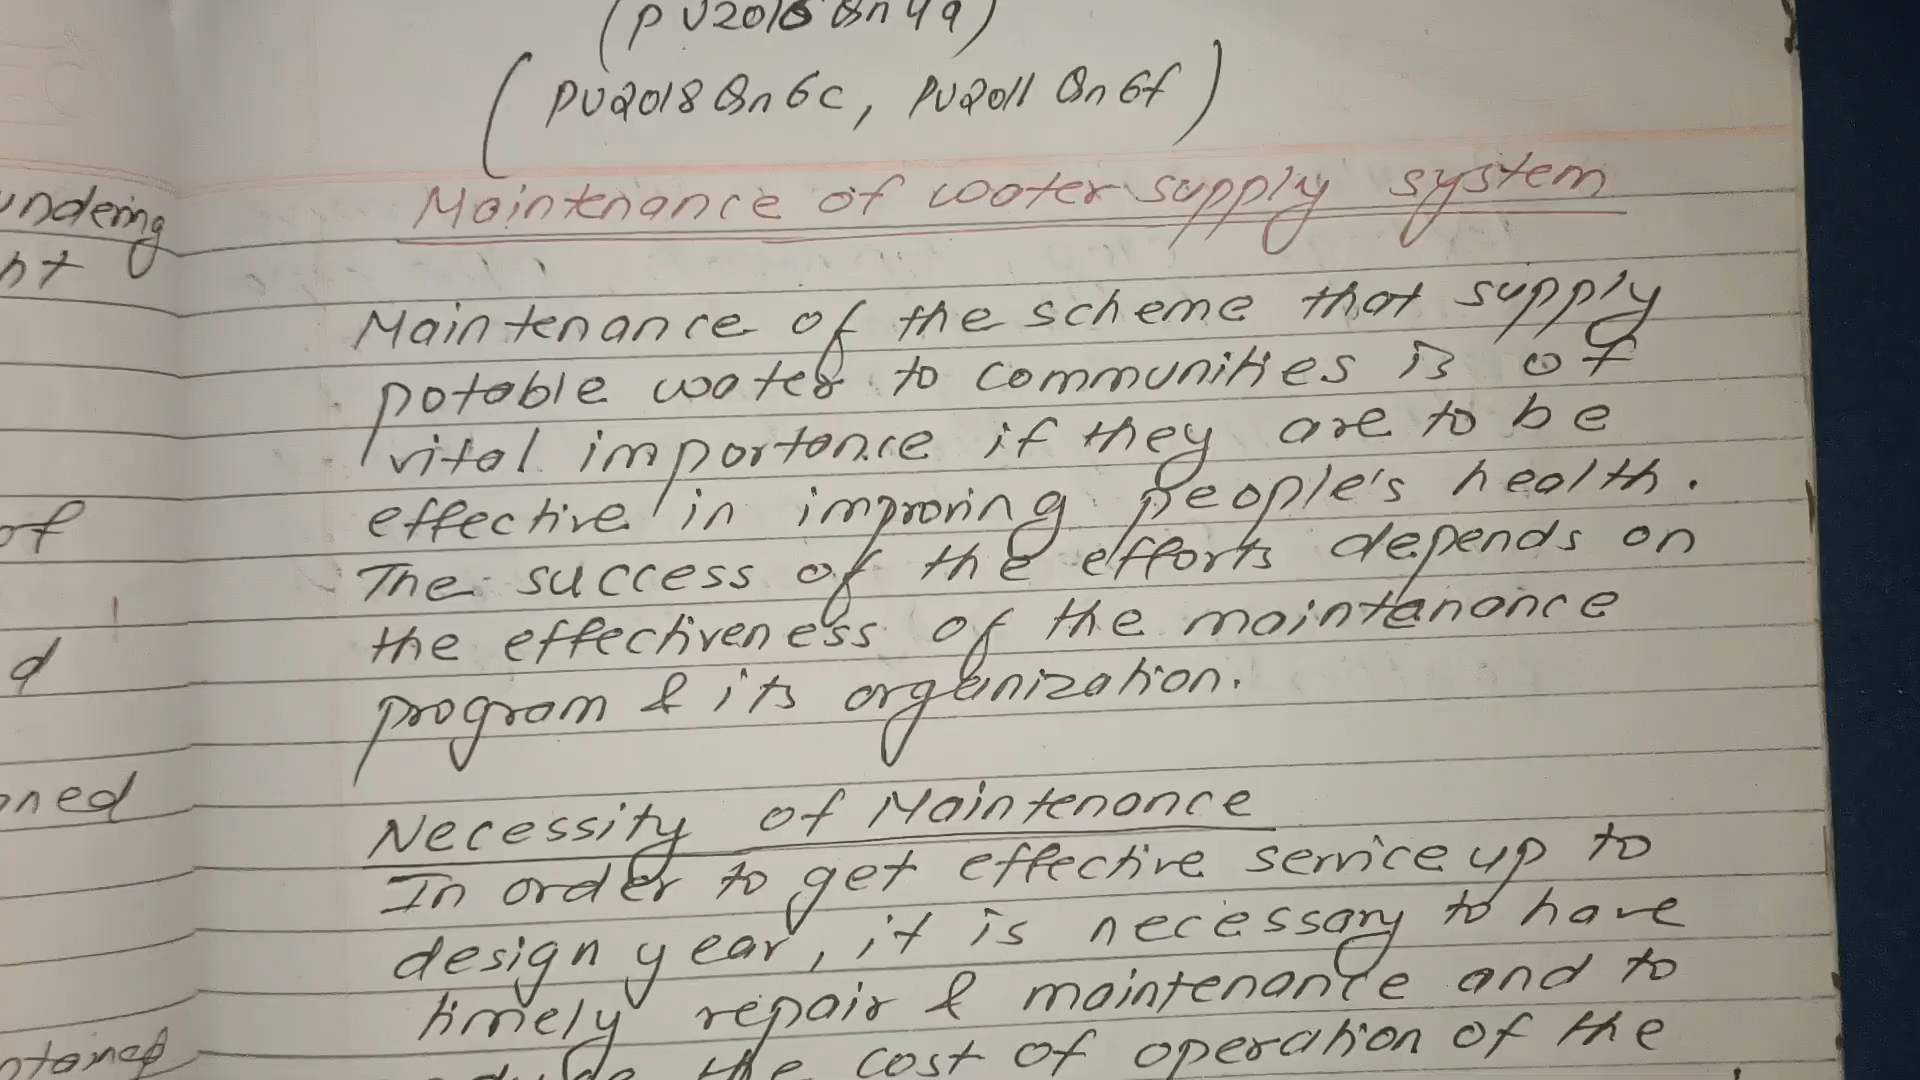 (PU2016 Qn4a)
(PU2018 Qn 6c, PU2011 Qn 6f)
Maintenance of water supply system
Maintenance of the scheme that supply
potable water to communities is of
vital importance if they are to be
effective in improving people's health.
The success of the efforts depends on
the effectiveness of the maintenance
program & its organization.
Necessity of Maintenance
In order to get effective service up to
design year, it is necessary to have
timely repair & maintenance and to
the cost of operation of the
of
d